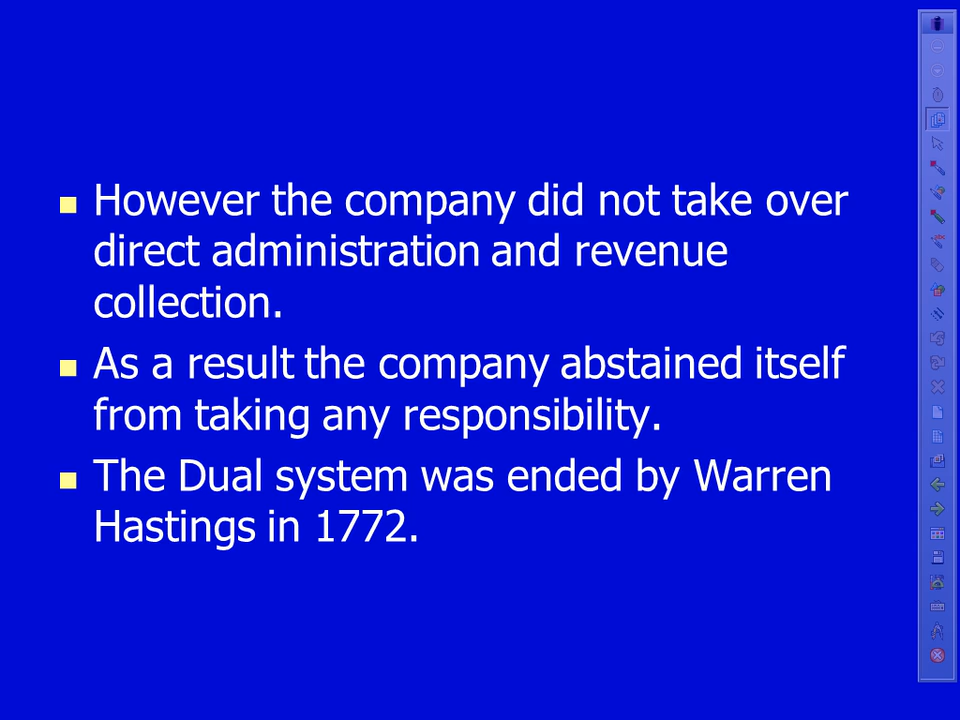 However the company did not take over
direct administration and revenue
collection.
As a result the company abstained itself
from taking any responsibility.
The Dual system was ended by Warren
Hastings in 1772.